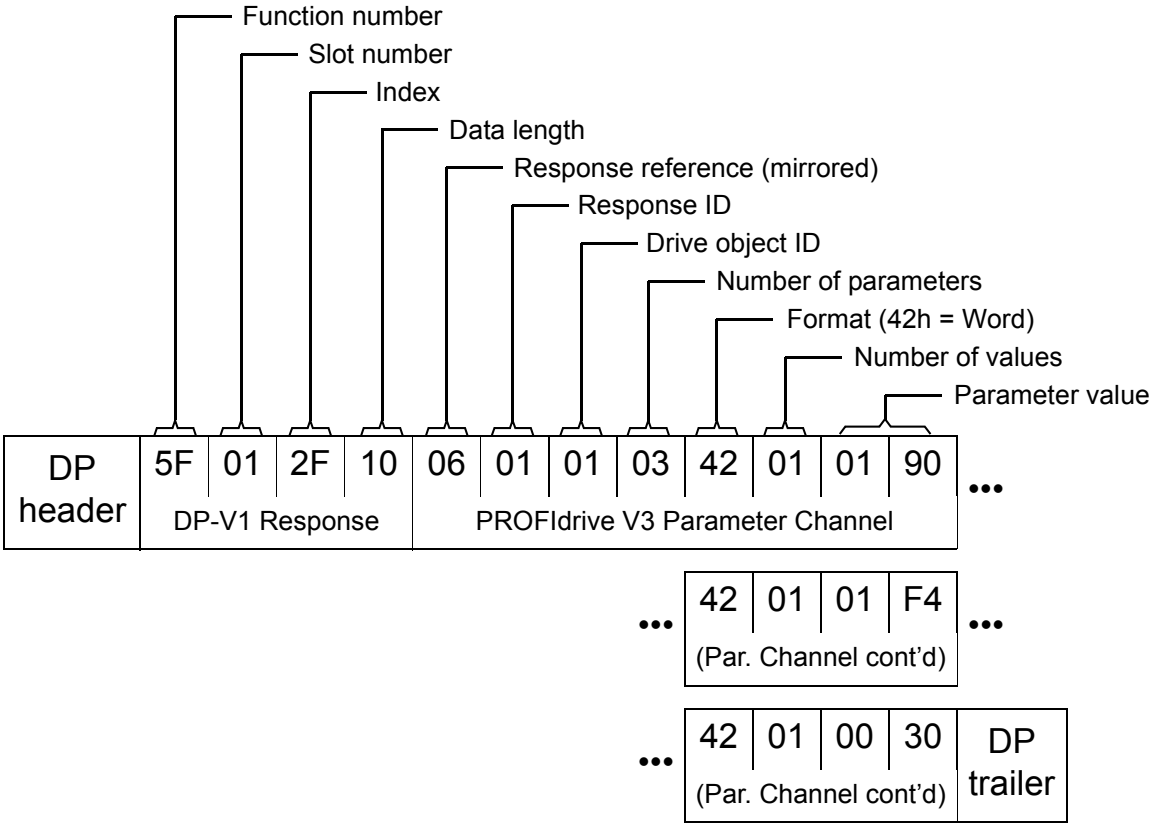 Function number
Slot number
Index
Data length
Response reference (mirrored)
Response ID
Drive object ID
Number of parameters
Format (42h = Word)
Number of values
Parameter value
DP header
5F 01 2F 10 06 01 01 03 42 01 01 90 •••
DP-V1 Response PROFIdrive V3 Parameter Channel
••• 42 01 01 F4 •••
(Par. Channel cont’d)
••• 42 01 00 30 DP trailer
(Par. Channel cont’d)